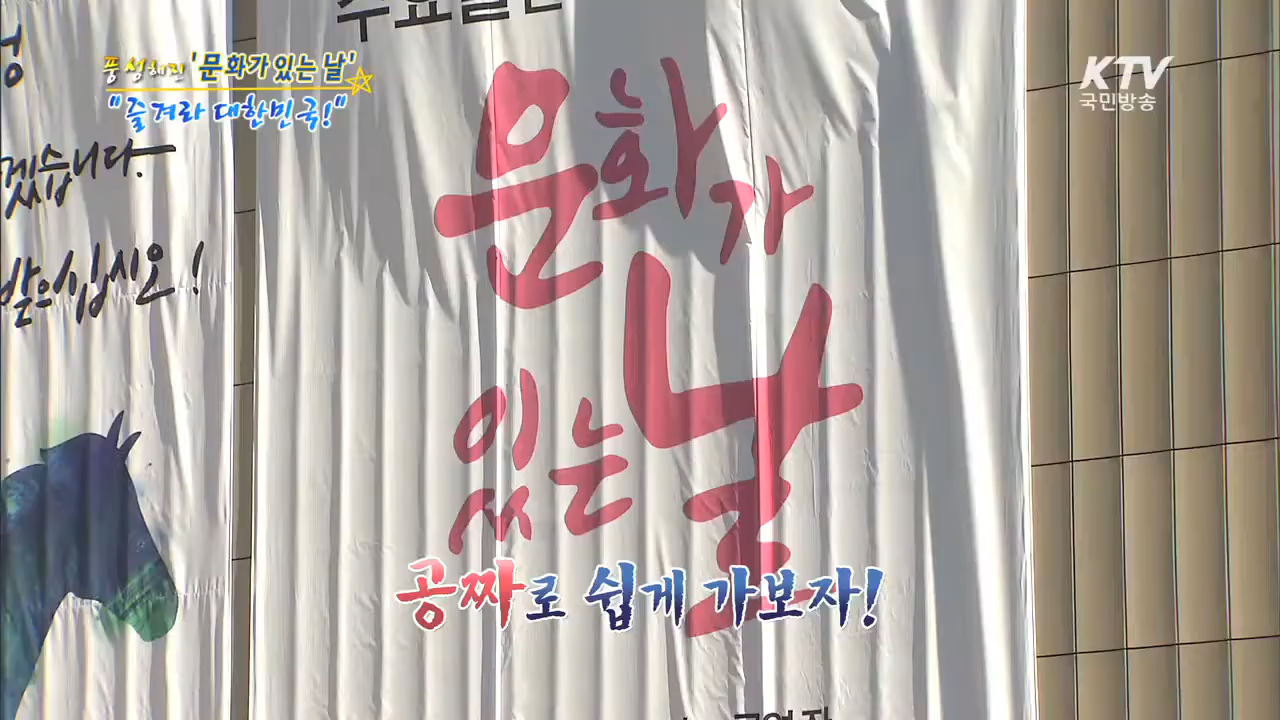 풍성해진 '문화가 있는 날'
"즐겨라 대한민국!"
KTV
국민방송
겠습니다.
받으십시오!
문화가
있는 날
공짜로 쉽게 가보자!